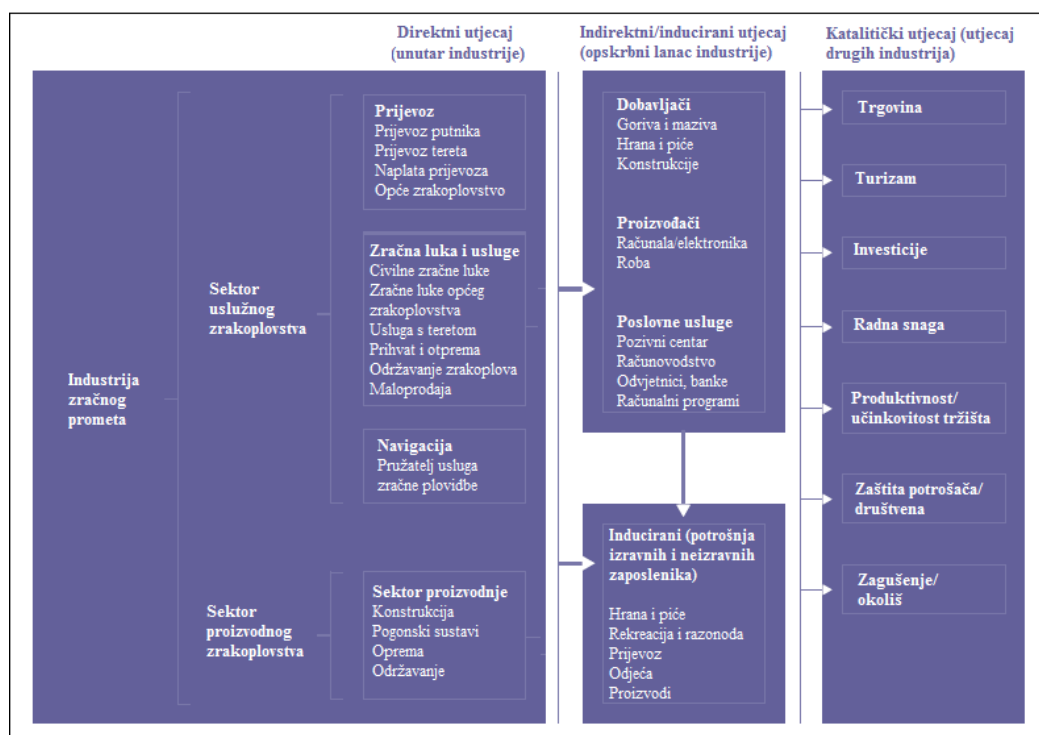 Direktni utjecaj
(unutar industrije)
Indirektni/inducirani utjecaj
(opskrbni lanac industrije)
Katalitički utjecaj (utjecaj
drugih industrija)
Industrija
zračnog
prometa
Sektor
uslužnog
zrakoplovstva
Sektor
proizvodnog
zrakoplovstva
Prijevoz
Prijevoz putnika
Prijevoz tereta
Naplata prijevoza
Opće zrakoplovstvo
Zračna luka i usluge
Civilne zračne luke
Zračne luke općeg
zrakoplovstva
Usluga s teretom
Prihvat i otprema
Održavanje zrakoplova
Maloprodaja
Navigacija
Pružatelj usluga
zračne plovidbe
Sektor proizvodnje
Konstrukcija
Pogonski sustavi
Oprema
Održavanje
Dobavljači
Goriva i maziva
Hrana i piće
Konstrukcije
Proizvođači
Računala/elektronika
Roba
Poslovne usluge
Pozivni centar
Računovodstvo
Odvjetnici, banke
Računalni programi
Inducirani (potrošnja
izravnih i neizravnih
zaposlenika)
Hrana i piće
Rekreacija i razonoda
Prijevoz
Odjeća
Proizvodi
Trgovina
Turizam
Investicije
Radna snaga
Produktivnost/
učinkovitost tržišta
Zaštita potrošača/
društvena
Zagušenje/
okoliš